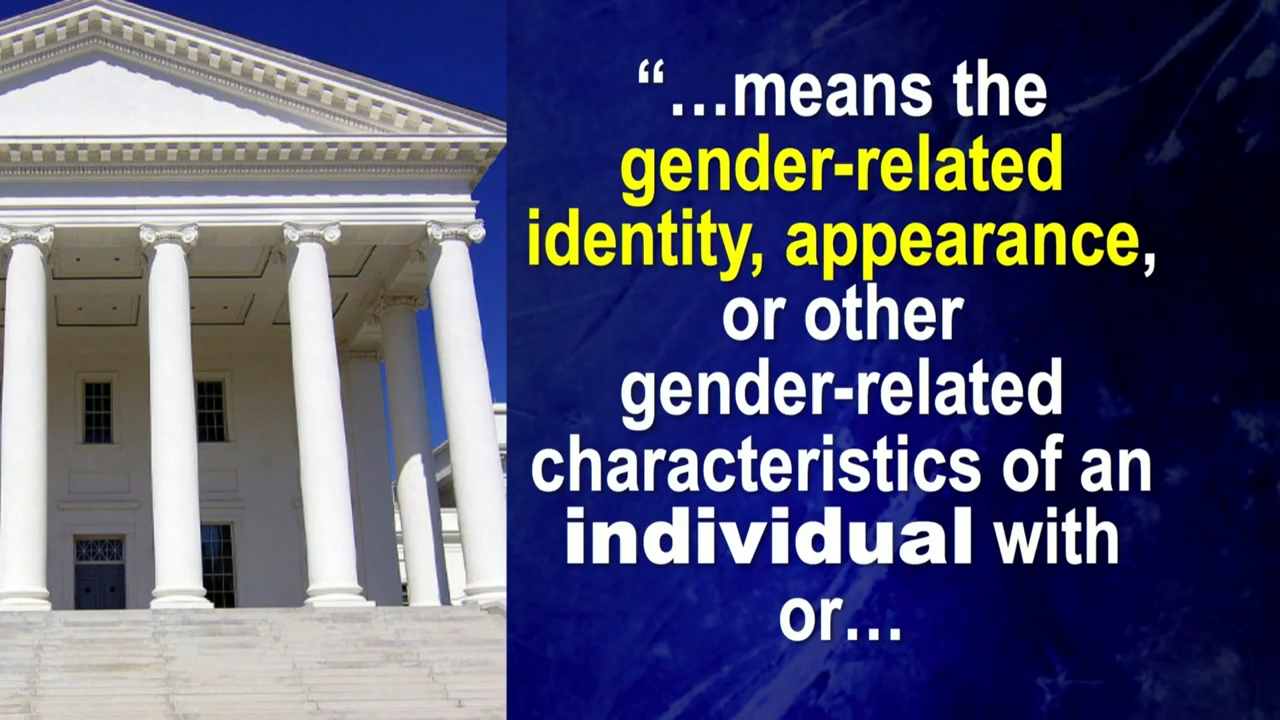 “…means the
gender-related
identity, appearance,
or other
gender-related
characteristics of an
individual with
or…